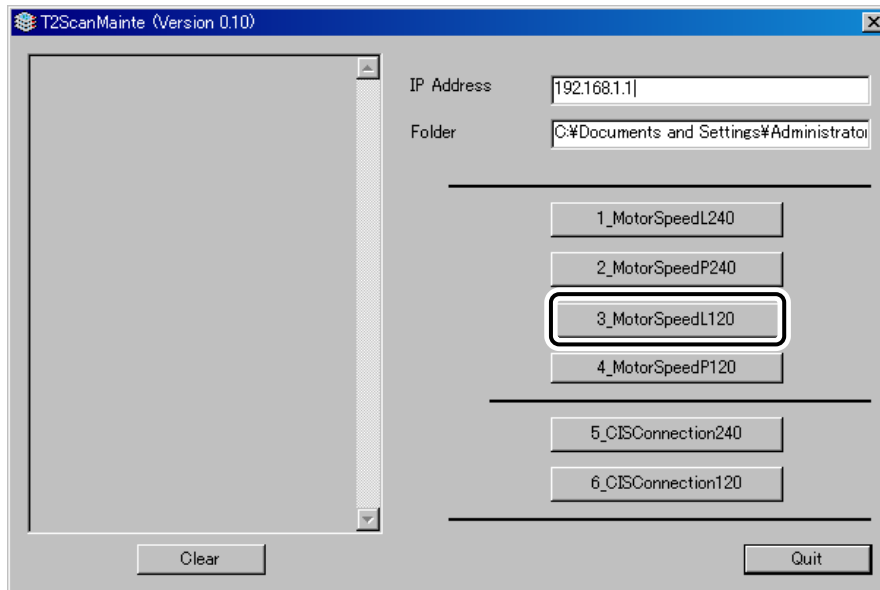 T2ScanMainte (Version 0.10)
IP Address
192.168.1.1
Folder
C:¥Documents and Settings¥Administrator
1_MotorSpeedL240
2_MotorSpeedP240
3_MotorSpeedL120
4_MotorSpeedP120
5_CISConnection240
6_CISConnection120
Clear
Quit